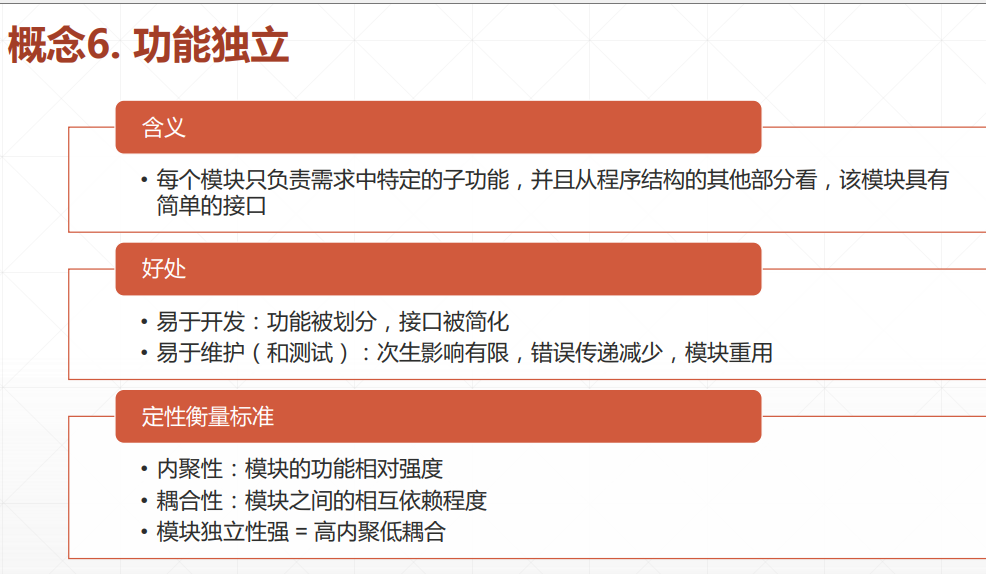 概念6. 功能独立
含义
• 每个模块只负责需求中特定的子功能，并且从程序结构的其他部分看，该模块具有
简单的接口
好处
• 易于开发：功能被划分，接口被简化
• 易于维护（和测试）：次生影响有限，错误传递减少，模块重用
定性衡量标准
• 内聚性：模块的功能相对强度
• 耦合性：模块之间的相互依赖程度
• 模块独立性强 = 高内聚低耦合